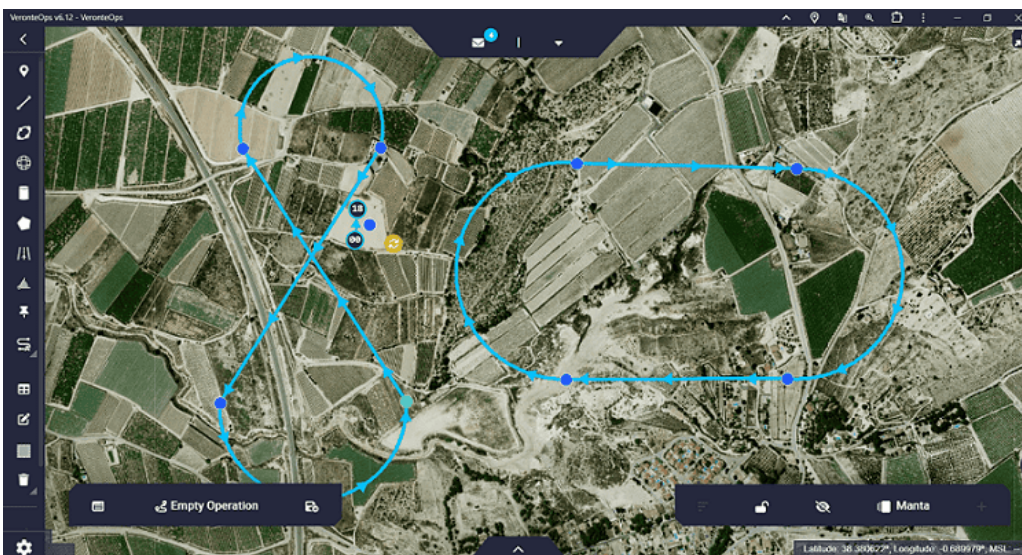 VeronteOps v6.12 - VeronteOps
4
18
00
Empty Operation
Manta
Latitude: 38.380622°, Longitude: -0.689979°, MSL